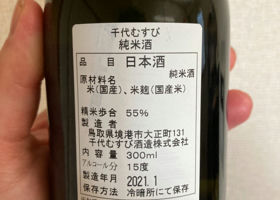 千代むすび
純米酒
品目 日本酒
原材料名 純米酒
米(国産)、米麹(国産米)
精米歩合 55%
鳥取県境港市大正町131
千代むすび酒造株式会社
内容量 300ml
アルコール分 15度
製造年月 2021.1
保存方法 冷暗所にて保存